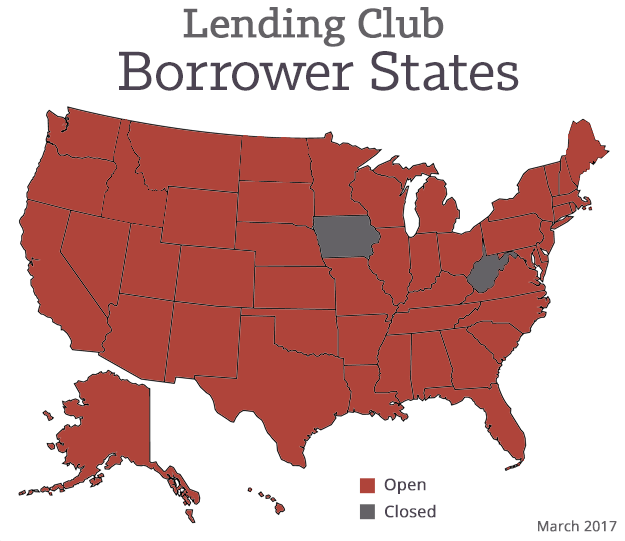 Lending Club
Borrower States
Open
Closed
March 2017